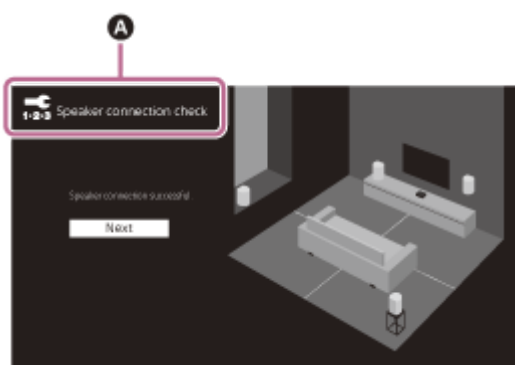 A
1·2·3 Speaker connection check
Speaker connection successful.
Next